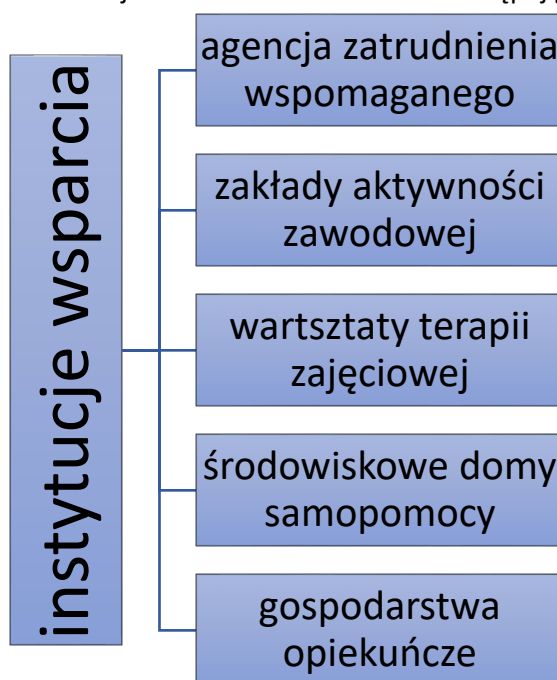 instytucje wsparcia
agencja zatrudnienia
wspomaganego
zakłady aktywności
zawodowej
wartsztaty terapii
zajęciowej
środowiskowe domy
samopomocy
gospodarstwa
opiekuńcze